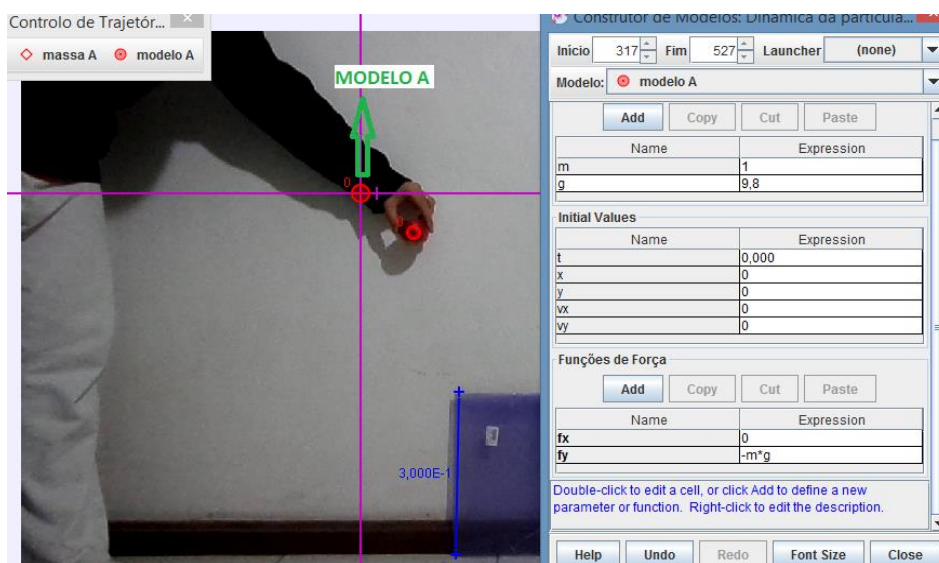 Controlo de Trajetór...
massa A modelo A
MODELO A
0
0
3,000E-1
Construtor de Modelos: Dinâmica da partícula...
Início 317 Fim 527 Launcher (none)
Modelo: modelo A
Add Copy Cut Paste
Name Expression
m 1
g 9,8
Initial Values
Name Expression
t 0,000
x 0
y 0
vx 0
vy 0
Funções de Força
Add Copy Cut Paste
Name Expression
fx 0
fy -m*g
Double-click to edit a cell, or click Add to define a new
parameter or function. Right-click to edit the description.
Help Undo Redo Font Size Close